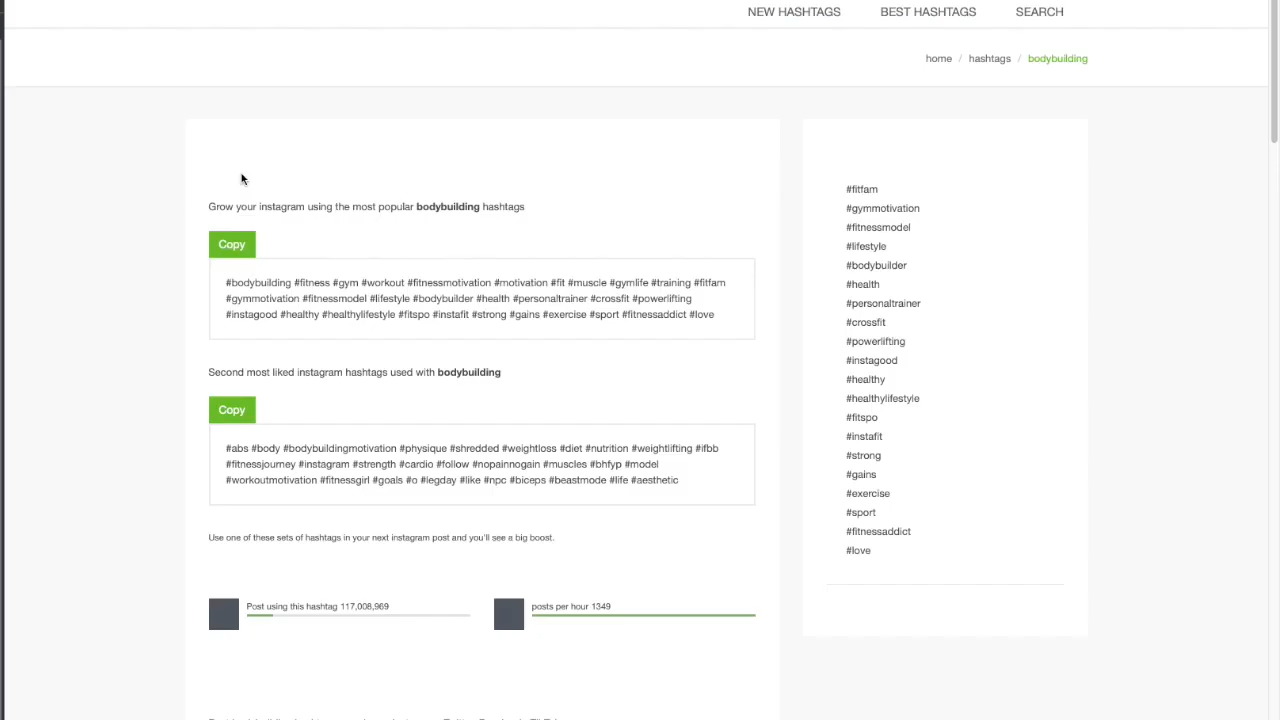 NEW HASHTAGS BEST HASHTAGS SEARCH
home / hashtags / bodybuilding
Grow your instagram using the most popular bodybuilding hashtags
Copy
#bodybuilding #fitness #gym #workout #fitnessmotivation #motivation #fit #muscle #gymlife #training #fitfam
#gymmotivation #fitnessmodel #lifestyle #bodybuilder #health #personaltrainer #crossfit #powerlifting
#instagood #healthy #healthylifestyle #fitspo #instafit #strong #gains #exercise #sport #fitnessaddict #love
Second most liked instagram hashtags used with bodybuilding
Copy
#abs #body #bodybuildingmotivation #physique #shredded #weightloss #diet #nutrition #weightlifting #ifbb
#fitnessjourney #instagram #strength #cardio #follow #nopainnogain #muscles #bhfyp #model
#workoutmotivation #fitnessgirl #goals #o #legday #like #npc #biceps #beastmode #life #aesthetic
Use one of these sets of hashtags in your next instagram post and you'll see a big boost.
Post using this hashtag 117,008,969
posts per hour 1349
#fitfam
#gymmotivation
#fitnessmodel
#lifestyle
#bodybuilder
#health
#personaltrainer
#crossfit
#powerlifting
#instagood
#healthy
#healthylifestyle
#fitspo
#instafit
#strong
#gains
#exercise
#sport
#fitnessaddict
#love